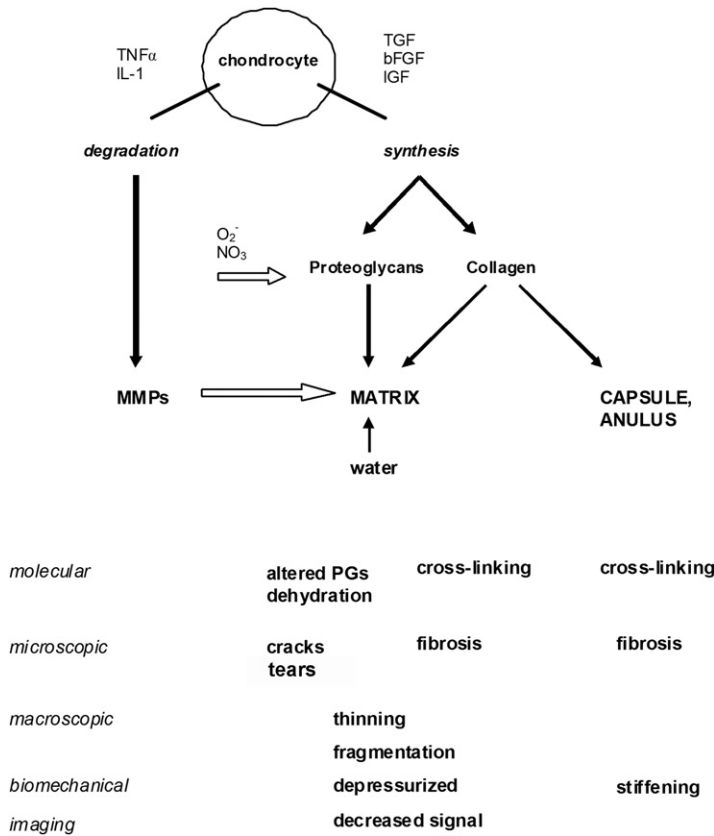 TNFα
IL-1
chondrocyte
TGF
bFGF
IGF
degradation
synthesis
O₂⁻
NO₃
Proteoglycans
Collagen
MMPs
MATRIX
CAPSULE,
ANULUS
water
molecular
altered PGs
dehydration
cross-linking
cross-linking
microscopic
cracks
tears
fibrosis
fibrosis
macroscopic
thinning
fragmentation
biomechanical
depressurized
stiffening
imaging
decreased signal